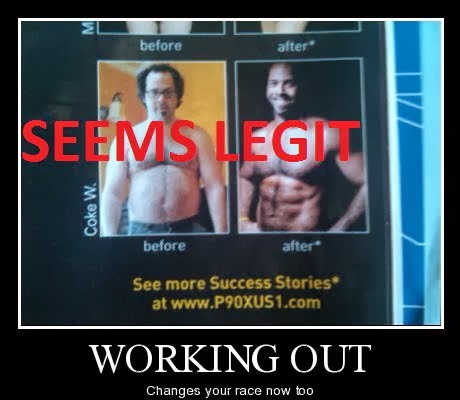 before after*
SEEMS LEGIT
Coke W.
before after*
See more Success Stories*
at www.P90XUS1.com
WORKING OUT
Changes your race now too